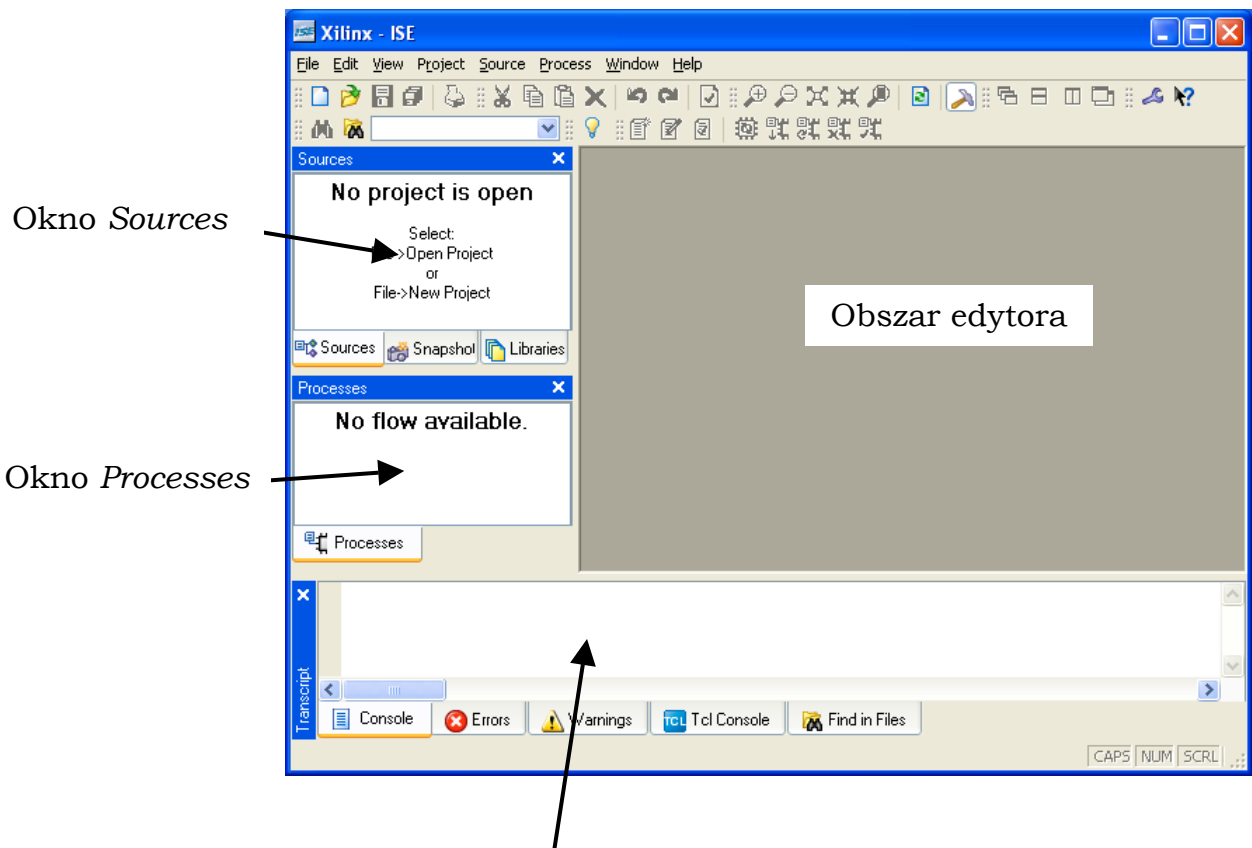 Xilinx - ISE
File Edit View Project Source Process Window Help
Sources
No project is open
Select:
->Open Project
or
File->New Project
Sources Snapshot Libraries
Okno Sources
Obszar edytora
Processes
No flow available.
Okno Processes
Processes
Transcript
Console Errors Warnings TCL Tcl Console Find in Files
CAPS NUM SCRL